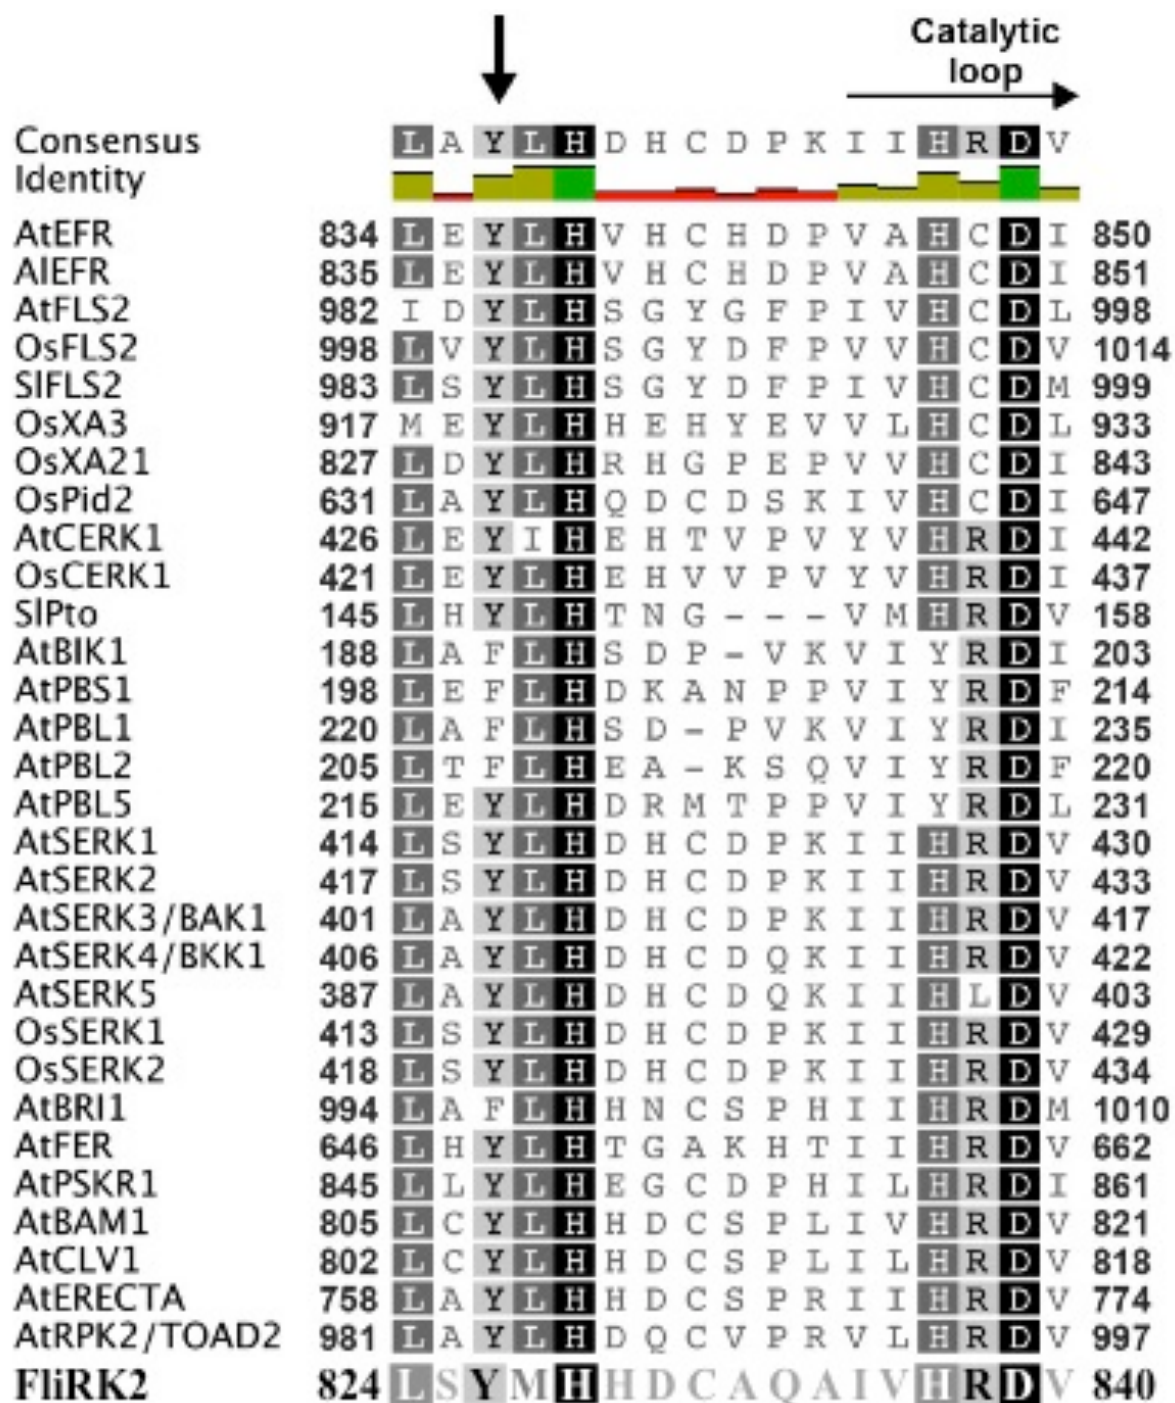 Catalytic
loop
Consensus L A Y L H D H C D P K I I H R D V
Identity
AtEFR 834 L E Y L H V H C H D P V A H C D I 850
AlEFR 835 L E Y L H V H C H D P V A H C D I 851
AtFLS2 982 I D Y L H S G Y G F P I V H C D L 998
OsFLS2 998 L V Y L H S G Y D F P V V H C D V 1014
SlFLS2 983 L S Y L H S G Y D F P I V H C D M 999
OsXA3 917 M E Y L H H E H Y E V V L H C D L 933
OsXA21 827 L D Y L H R H G P E P V V H C D I 843
OsPid2 631 L A Y L H Q D C D S K I V H C D I 647
AtCERK1 426 L E Y I H E H T V P V Y V H R D I 442
OsCERK1 421 L E Y L H E H V V P V Y V H R D I 437
SlPto 145 L H Y L H T N G - - - V M H R D V 158
AtBIK1 188 L A F L H S D P - V K V I Y R D I 203
AtPBS1 198 L E F L H D K A N P P V I Y R D F 214
AtPBL1 220 L A F L H S D - P V K V I Y R D I 235
AtPBL2 205 L T F L H E A - K S Q V I Y R D F 220
AtPBL5 215 L E Y L H D R M T P P V I Y R D L 231
AtSERK1 414 L S Y L H D H C D P K I I H R D V 430
AtSERK2 417 L S Y L H D H C D P K I I H R D V 433
AtSERK3/BAK1 401 L A Y L H D H C D P K I I H R D V 417
AtSERK4/BKK1 406 L A Y L H D H C D Q K I I H R D V 422
AtSERK5 387 L A Y L H D H C D Q K I I H L D V 403
OsSERK1 413 L S Y L H D H C D P K I I H R D V 429
OsSERK2 418 L S Y L H D H C D P K I I H R D V 434
AtBRI1 994 L A F L H H N C S P H I I H R D M 1010
AtFER 646 L H Y L H T G A K H T I I H R D V 662
AtPSKR1 845 L L Y L H E G C D P H I L H R D I 861
AtBAM1 805 L C Y L H H D C S P L I V H R D V 821
AtCLV1 802 L C Y L H H D C S P L I L H R D V 818
AtERECTA 758 L A Y L H H D C S P R I I H R D V 774
AtRPK2/TOAD2 981 L A Y L H D Q C V P R V L H R D V 997
FliRK2 824 L S Y M H H D C A Q A I V H R D V 840